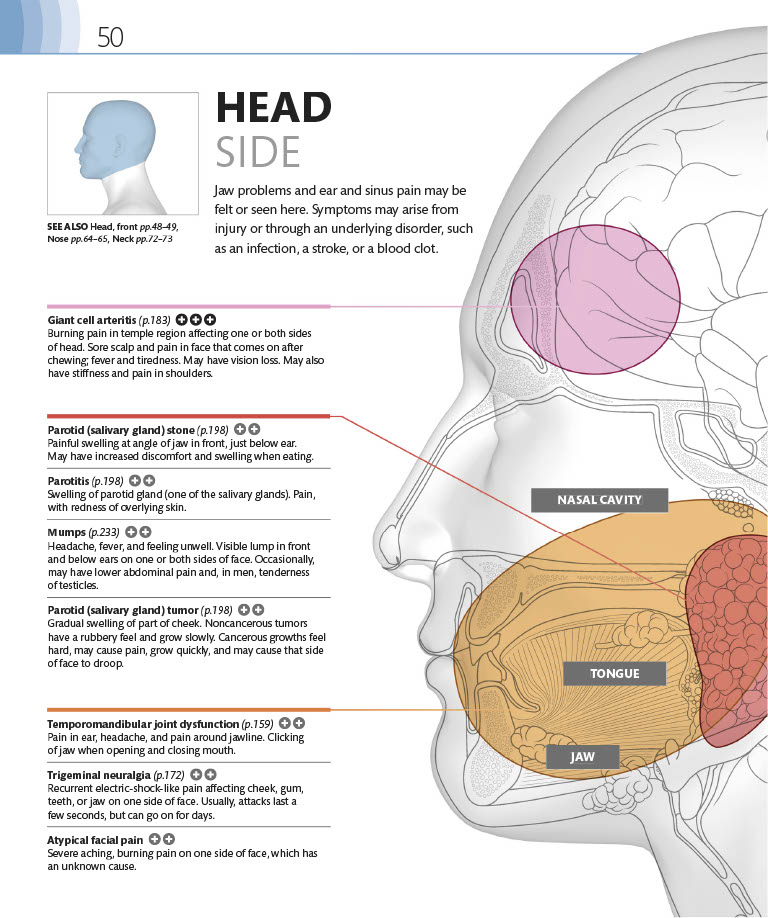 50
HEAD
SIDE
Jaw problems and ear and sinus pain may be
felt or seen here. Symptoms may arise from
injury or through an underlying disorder, such
as an infection, a stroke, or a blood clot.
SEE ALSO Head, front pp.48–49,
Nose pp.64–65, Neck pp.72–73
Giant cell arteritis (p.183)
Burning pain in temple region affecting one or both sides
of head. Sore scalp and pain in face that comes on after
chewing; fever and tiredness. May have vision loss. May also
have stiffness and pain in shoulders.
Parotid (salivary gland) stone (p.198)
Painful swelling at angle of jaw in front, just below ear.
May have increased discomfort and swelling when eating.
Parotitis (p.198)
Swelling of parotid gland (one of the salivary glands). Pain,
with redness of overlying skin.
Mumps (p.233)
Headache, fever, and feeling unwell. Visible lump in front
and below ears on one or both sides of face. Occasionally,
may have lower abdominal pain and, in men, tenderness
of testicles.
Parotid (salivary gland) tumor (p.198)
Gradual swelling of part of cheek. Noncancerous tumors
have a rubbery feel and grow slowly. Cancerous growths feel
hard, may cause pain, grow quickly, and may cause that side
of face to droop.
Temporomandibular joint dysfunction (p.159)
Pain in ear, headache, and pain around jawline. Clicking
of jaw when opening and closing mouth.
Trigeminal neuralgia (p.172)
Recurrent electric-shock-like pain affecting cheek, gum,
teeth, or jaw on one side of face. Usually, attacks last a
few seconds, but can go on for days.
Atypical facial pain
Severe aching, burning pain on one side of face, which has
an unknown cause.
NASAL CAVITY
TONGUE
JAW